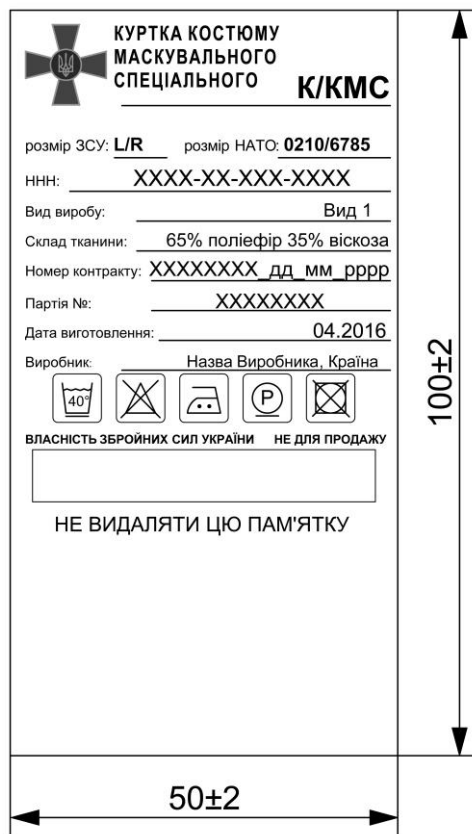 КУРТКА КОСТЮМУ
МАСКУВАЛЬНОГО
СПЕЦІАЛЬНОГО К/КМС
розмір ЗСУ: L/R розмір НАТО: 0210/6785
ННН: XXXX-XX-XXX-XXXX
Вид виробу: Вид 1
Склад тканини: 65% поліефір 35% віскоза
Номер контракту: XXXXXXXX_дд_мм_рррр
Партія №: XXXXXXXX
Дата виготовлення: 04.2016
Виробник: Назва Виробника, Країна
40° P
ВЛАСНІСТЬ ЗБРОЙНИХ СИЛ УКРАЇНИ НЕ ДЛЯ ПРОДАЖУ
НЕ ВИДАЛЯТИ ЦЮ ПАМ'ЯТКУ
100±2
50±2